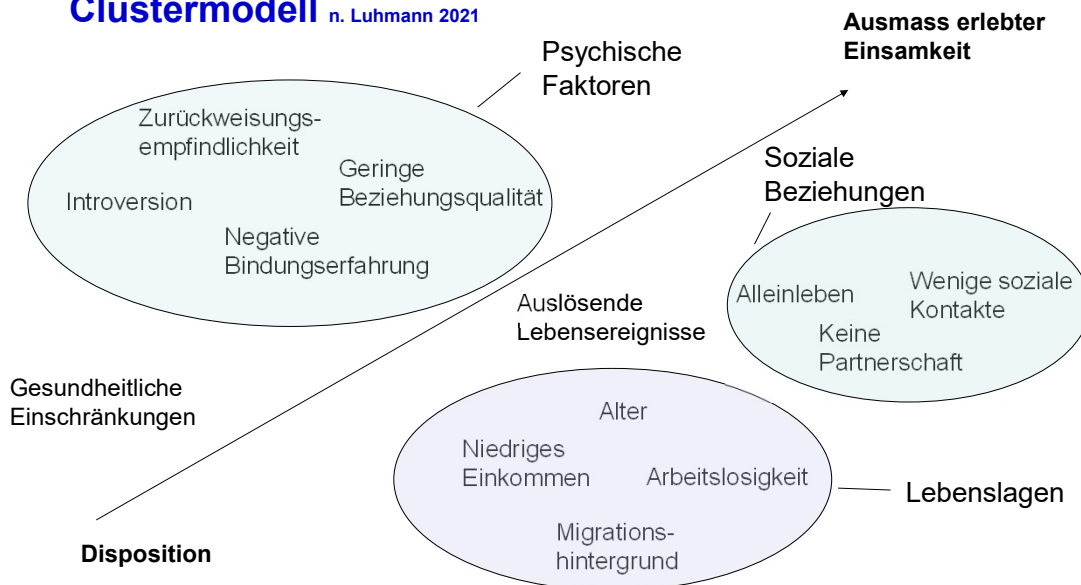 Clustermodell n. Luhmann 2021
Ausmass erlebter
Einsamkeit
Psychische
Faktoren
Zurückweisungs-
empfindlichkeit
Geringe
Beziehungsqualität
Introversion
Negative
Bindungserfahrung
Soziale
Beziehungen
Alleinleben
Wenige soziale
Kontakte
Keine
Partnerschaft
Auslösende
Lebensereignisse
Gesundheitliche
Einschränkungen
Alter
Niedriges
Einkommen
Arbeitslosigkeit
Migrations-
hintergrund
Lebenslagen
Disposition